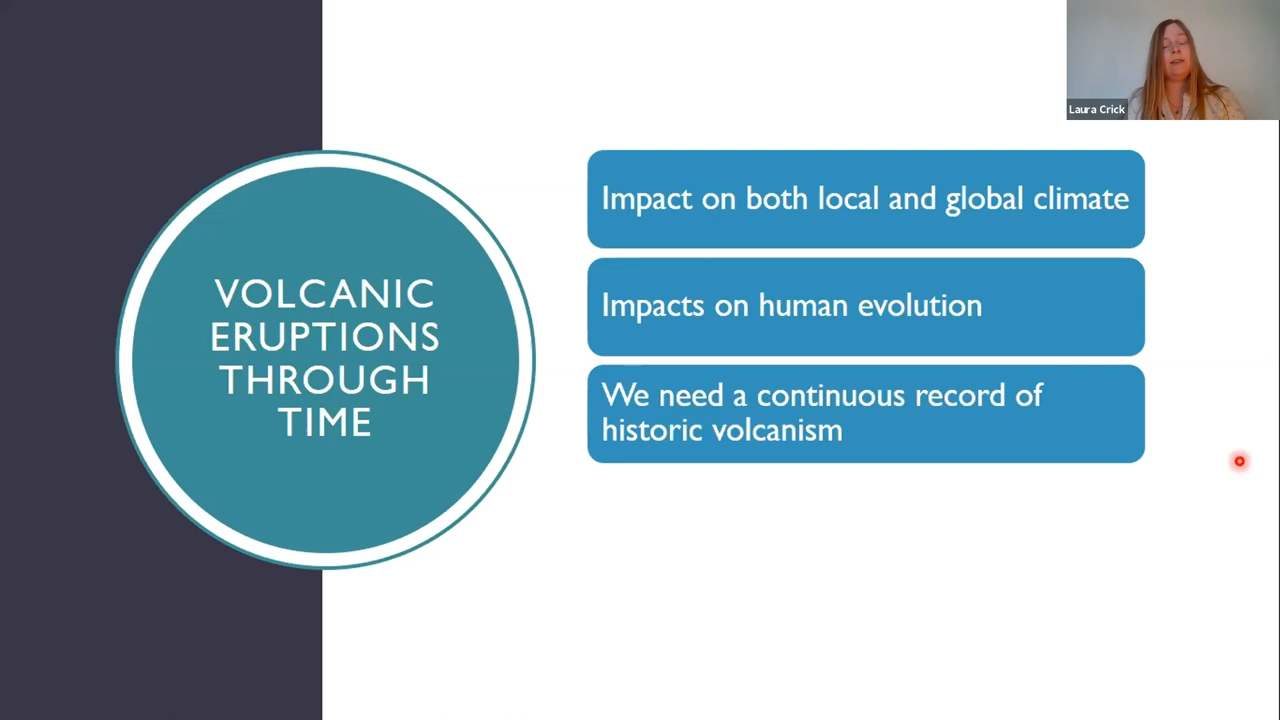 VOLCANIC
ERUPTIONS
THROUGH
TIME
Impact on both local and global climate
Impacts on human evolution
We need a continuous record of
historic volcanism
Laura Crick